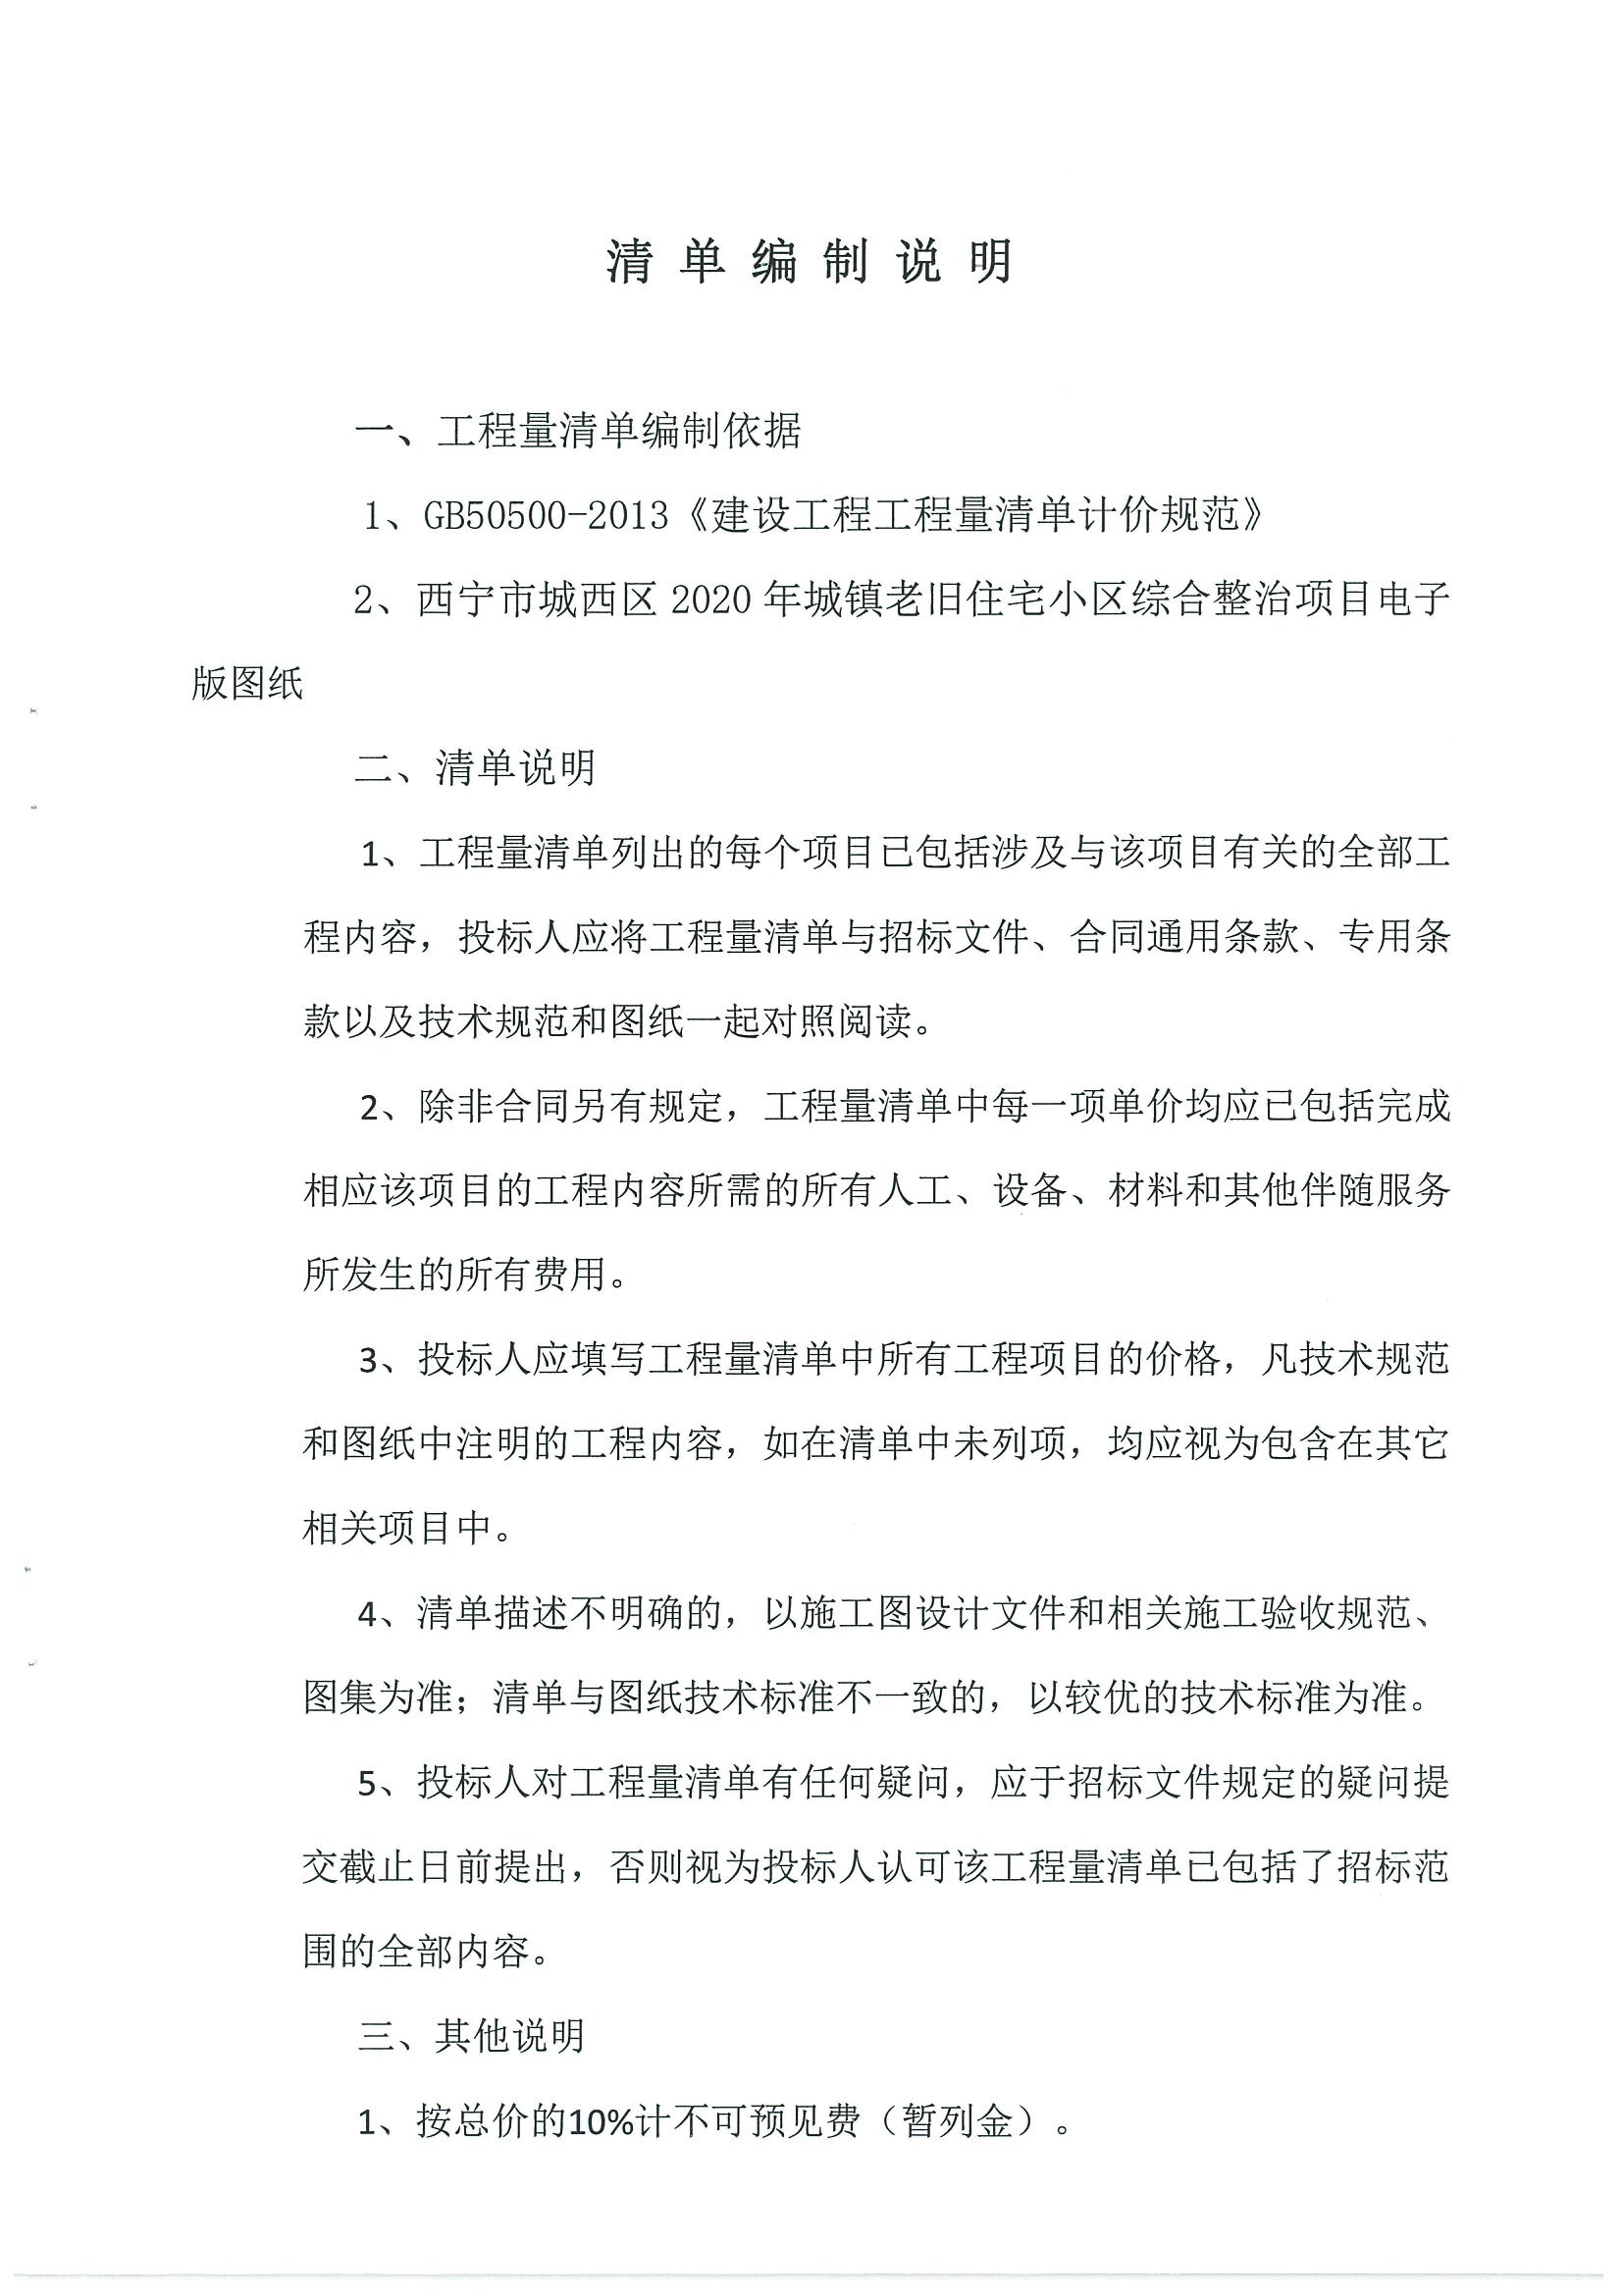 清单编制说明
一、工程量清单编制依据
1、GB50500-2013《建设工程工程量清单计价规范》
2、西宁市城西区 2020 年城镇老旧住宅小区综合整治项目电子
版图纸
二、清单说明
1、工程量清单列出的每个项目已包括涉及与该项目有关的全部工
程内容，投标人应将工程量清单与招标文件、合同通用条款、专用条
款以及技术规范和图纸一起对照阅读。
2、除非合同另有规定，工程量清单中每一项单价均应已包括完成
相应该项目的工程内容所需的所有人工、设备、材料和其他伴随服务
所发生的所有费用。
3、投标人应填写工程量清单中所有工程项目的价格，凡技术规范
和图纸中注明的工程内容，如在清单中未列项，均应视为包含在其它
相关项目中。
4、清单描述不明确的，以施工图设计文件和相关施工验收规范、
图集为准；清单与图纸技术标准不一致的，以较优的技术标准为准。
5、投标人对工程量清单有任何疑问，应于招标文件规定的疑问提
交截止日前提出，否则视为投标人认可该工程量清单已包括了招标范
围的全部内容。
三、其他说明
1、按总价的10%计不可预见费（暂列金）。